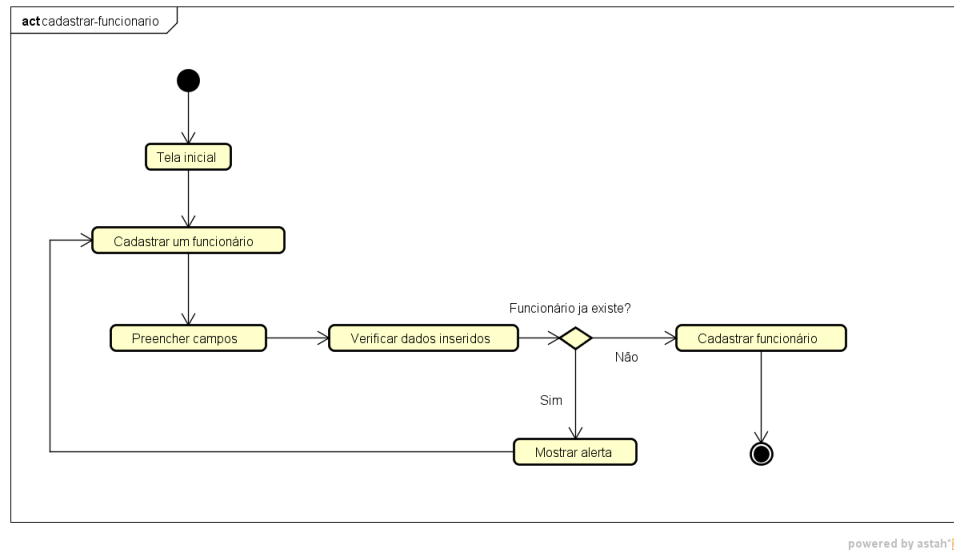 act cadastrar-funcionario
Tela inicial
Cadastrar um funcionário
Funcionário ja existe?
Preencher campos
Verificar dados inseridos
Cadastrar funcionário
Não
Sim
Mostrar alerta
powered by astah*